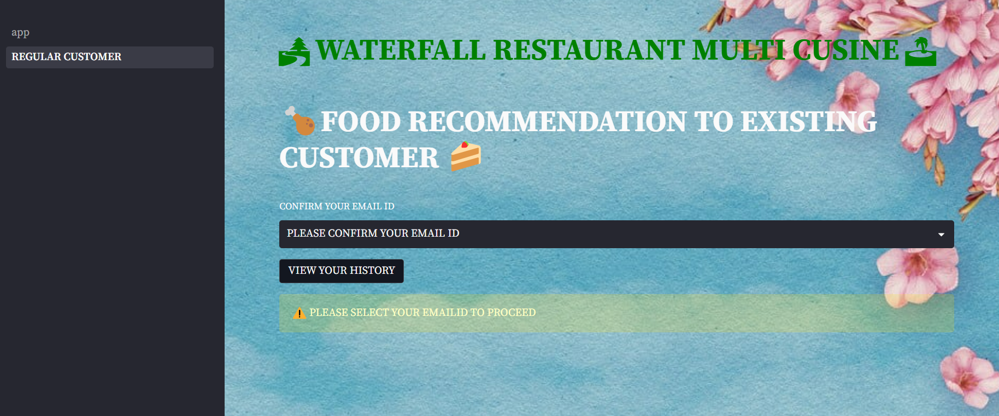 app
REGULAR CUSTOMER
WATERFALL RESTAURANT MULTI CUSINE
FOOD RECOMMENDATION TO EXISTING
CUSTOMER
CONFIRM YOUR EMAIL ID
PLEASE CONFIRM YOUR EMAIL ID
VIEW YOUR HISTORY
PLEASE SELECT YOUR EMAILID TO PROCEED